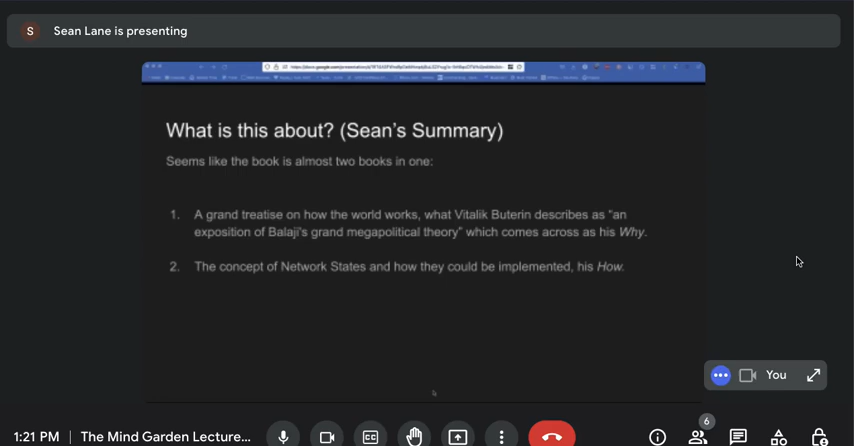 S Sean Lane is presenting
What is this about? (Sean's Summary)
Seems like the book is almost two books in one:
1. A grand treatise on how the world works, what Vitalik Buterin describes as "an
exposition of Balaji's grand megapolitical theory" which comes across as his Why.
2. The concept of Network States and how they could be implemented, his How.
You
6
1:21 PM | The Mind Garden Lecture...
CC